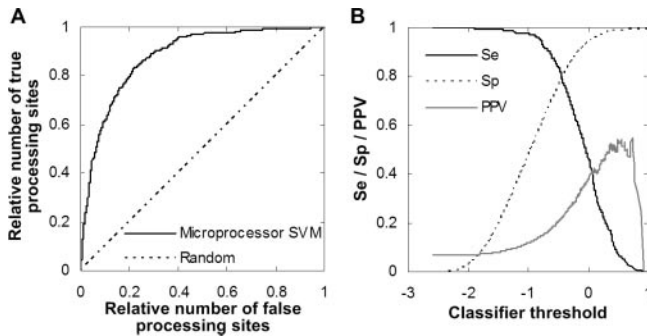 A
Relative number of true
processing sites
1
0.8
0.6
0.4
0.2
0
Microprocessor SVM
Random
0 0.2 0.4 0.6 0.8 1
Relative number of false
processing sites
B
Se / Sp / PPV
1
0.8
0.6
0.4
0.2
0
Se
Sp
PPV
-3 -2 -1 0 1
Classifier threshold